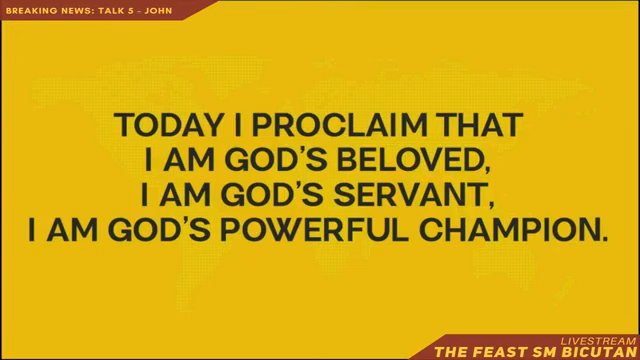 BREAKING NEWS: TALK 5 - JOHN
TODAY I PROCLAIM THAT
I AM GOD'S BELOVED,
I AM GOD'S SERVANT,
I AM GOD'S POWERFUL CHAMPION.
LIVESTREAM
THE FEAST SM BICUTAN